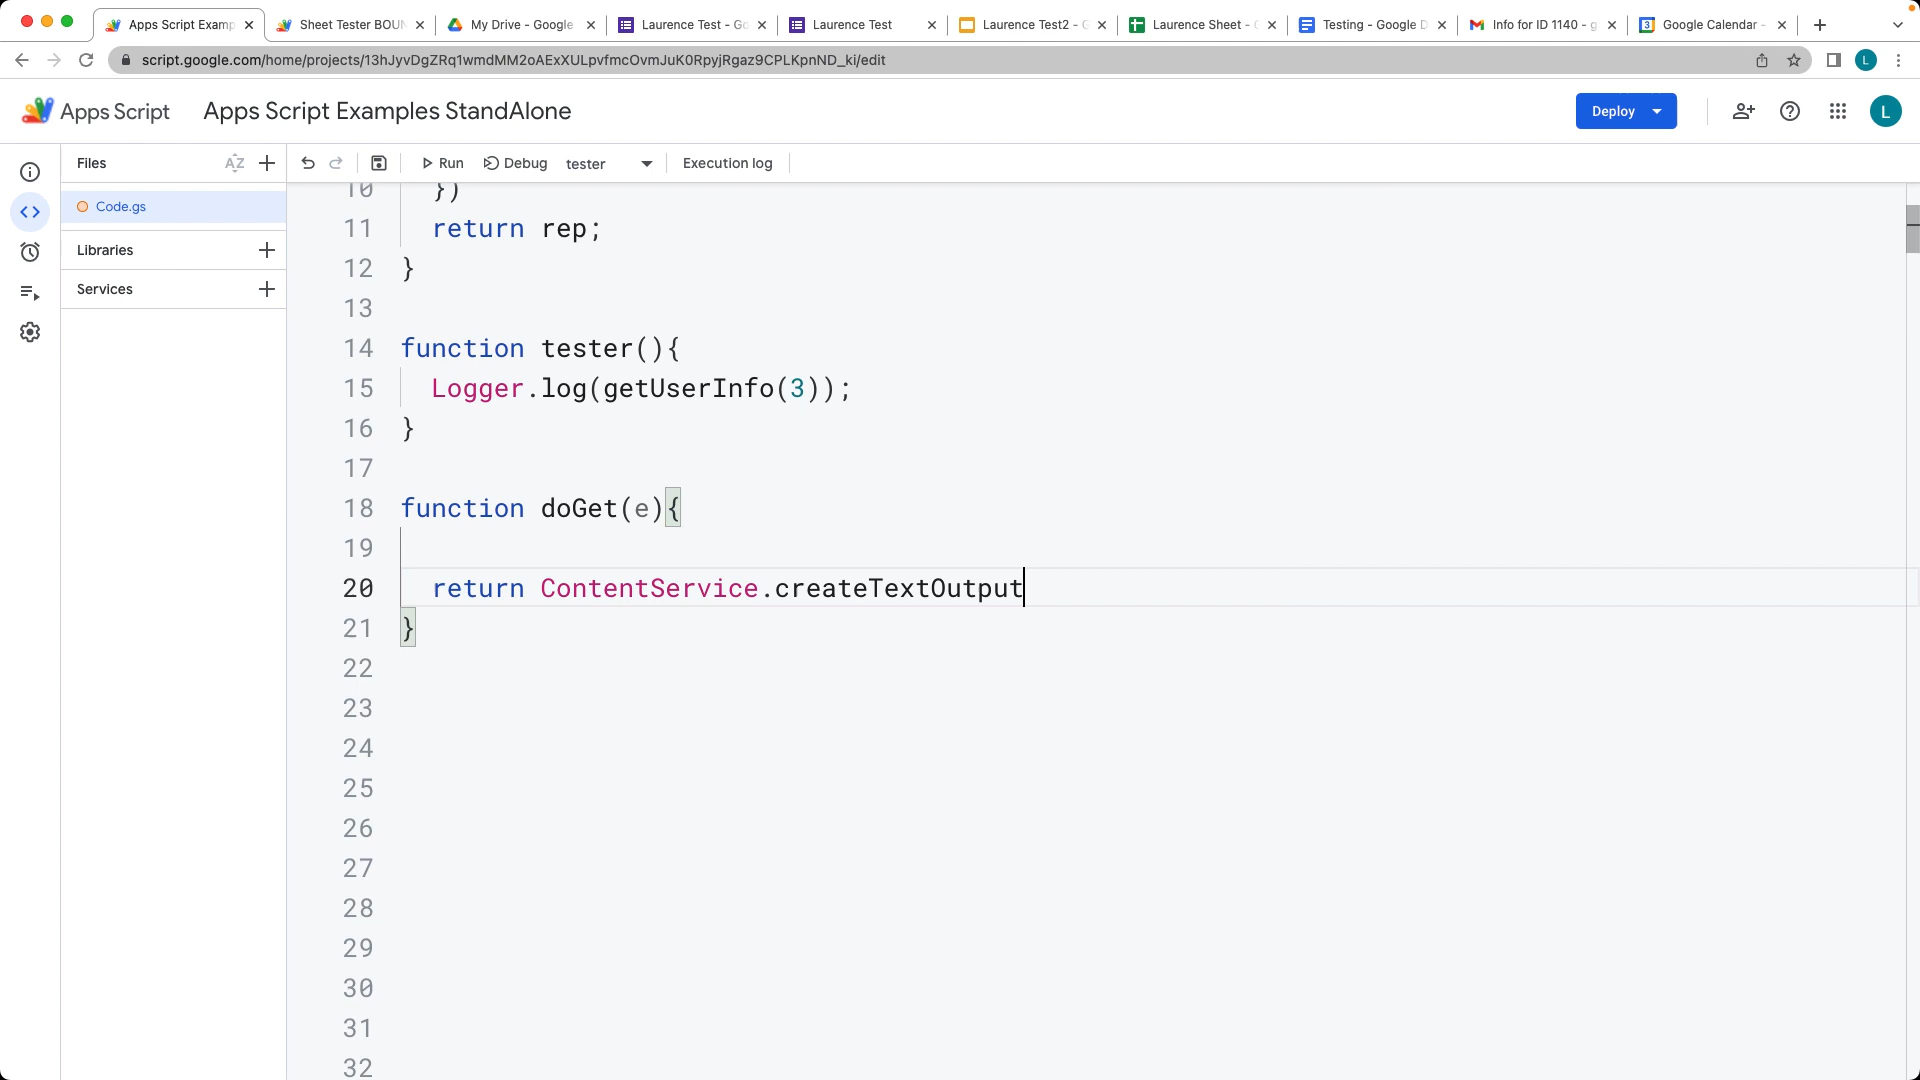 Apps Script Examp
Sheet Tester BOUN
My Drive - Google
Laurence Test - Go
Laurence Test
Laurence Test2 - G
Laurence Sheet - G
Testing - Google D
Info for ID 1140 - g
Google Calendar -
script.google.com/home/projects/13hJyvDgZRq1wmdMM2oAExXULpvfmcOvmJuK0RpyjRgaz9CPLKpnND_ki/edit
L
Apps Script
Apps Script Examples StandAlone
Deploy
L
Files
AZ
Run
Debug
tester
Execution log
Code.gs
Libraries
Services
10 })
11 return rep;
12 }
13
14 function tester(){
15 Logger.log(getUserInfo(3));
16 }
17
18 function doGet(e){
19
20 return ContentService.createTextOutput
21 }
22
23
24
25
26
27
28
29
30
31
32